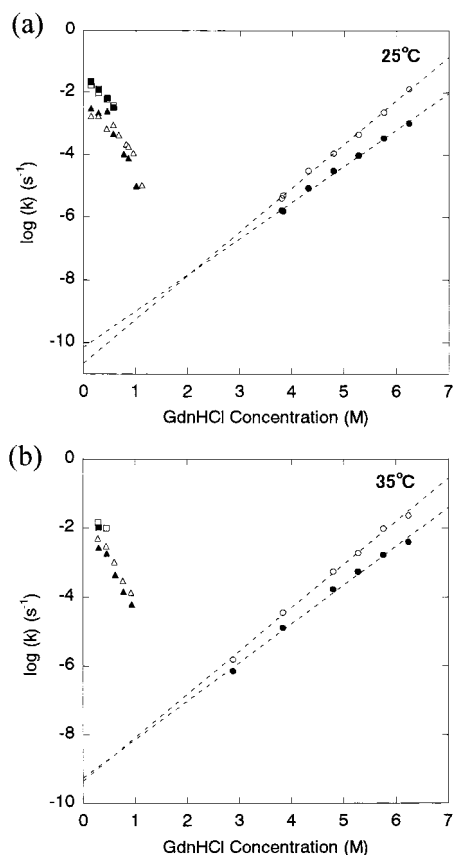 (a)
0
25°C
-2
-4
log (k) (s⁻¹)
-6
-8
-10
0 1 2 3 4 5 6 7
GdnHCl Concentration (M)
(b)
0
35°C
-2
-4
log (k) (s⁻¹)
-6
-8
-10
0 1 2 3 4 5 6 7
GdnHCl Concentration (M)